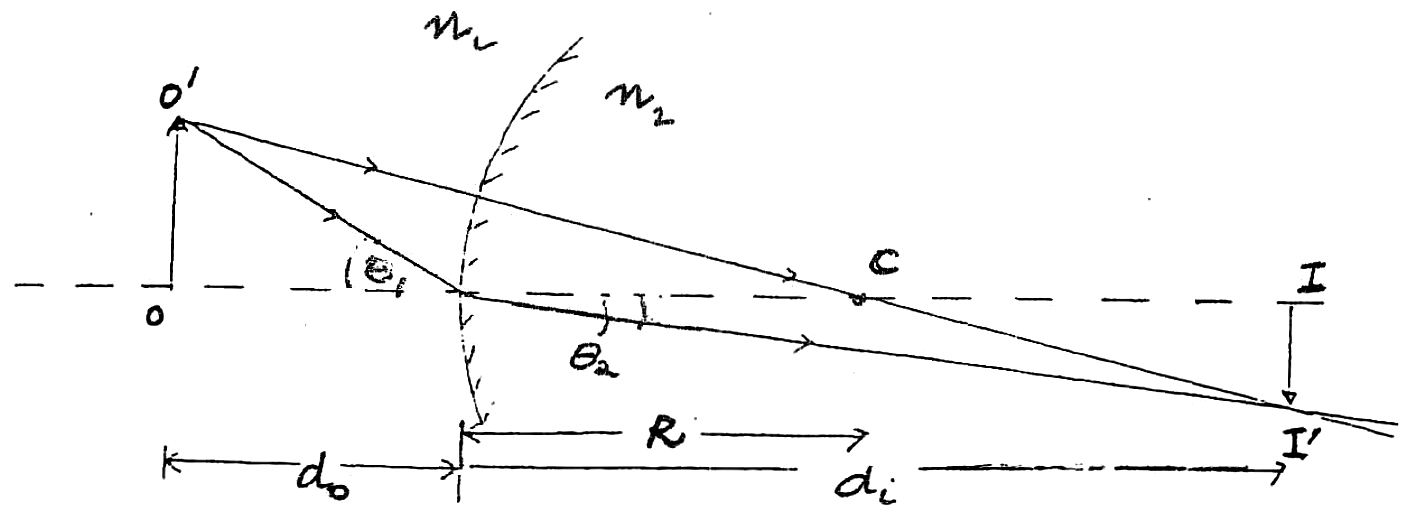 n₁
n₂
O'
θ₁
C
I
O
θ₂
R
I'
d₀
dᵢ